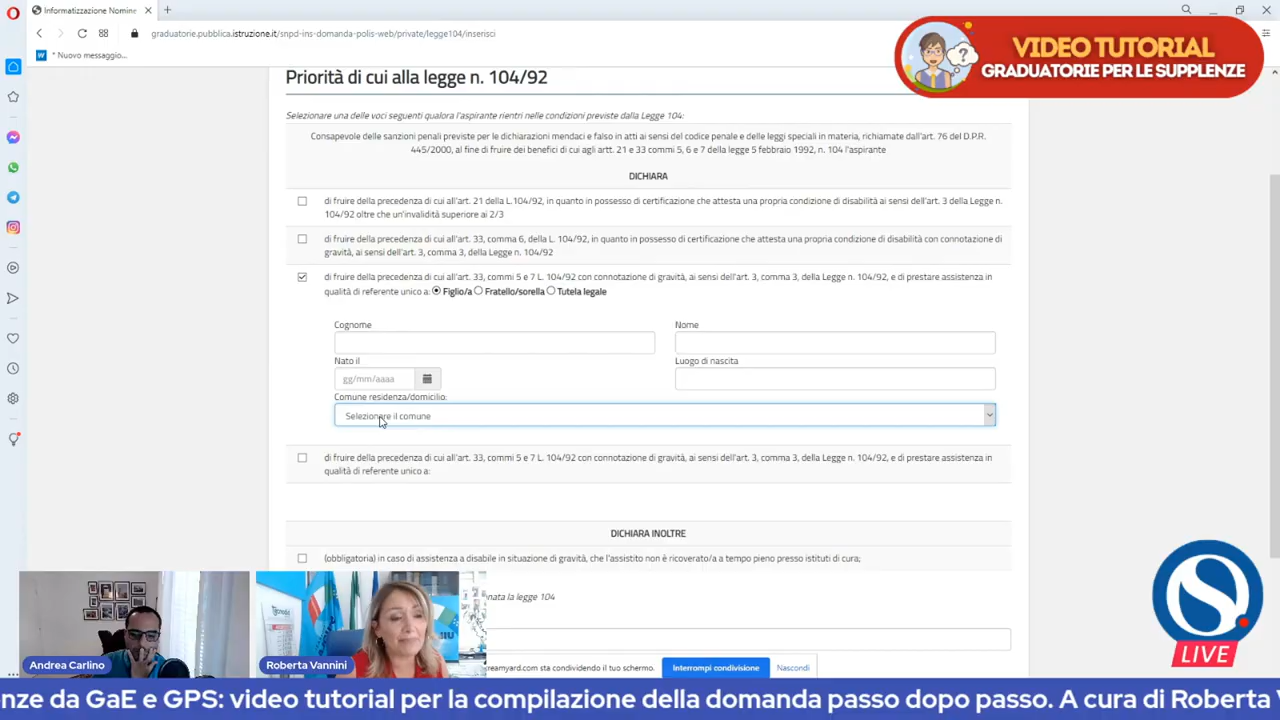 Informatizzazione Nomine
graduatorie.pubblica.istruzione.it/snpd-ins-domanda-polis-web/private/legge104/inserisci
* Nuovo messaggio...
VIDEO TUTORIAL
GRADUATORIE PER LE SUPPLENZE
Priorità di cui alla legge n. 104/92
Selezionare una delle voci seguenti qualora l'aspirante rientri nelle condizioni previste dalla Legge 104:
Consapevole delle sanzioni penali previste per le dichiarazioni mendaci e falso in atti ai sensi del codice penale e delle leggi speciali in materia, richiamate dall'art. 76 del D.P.R.
445/2000, al fine di fruire dei benefici di cui agli artt. 21 e 33 commi 5, 6 e 7 della legge 5 febbraio 1992, n. 104 l'aspirante
DICHIARA
di fruire della precedenza di cui all'art. 21 della L.104/92, in quanto in possesso di certificazione che attesta una propria condizione di disabilità ai sensi dell'art. 3 della Legge n.
104/92 oltre che un'invalidità superiore ai 2/3
di fruire della precedenza di cui all'art. 33, comma 6, della L. 104/92, in quanto in possesso di certificazione che attesta una propria condizione di disabilità con connotazione di
gravità, ai sensi dell'art. 3, comma 3, della Legge n. 104/92
di fruire della precedenza di cui all'art. 33, commi 5 e 7 L. 104/92 con connotazione di gravità, ai sensi dell'art. 3, comma 3, della Legge n. 104/92, e di prestare assistenza in
qualità di referente unico a: Figlio/a Fratello/sorella Tutela legale
Cognome Nome
Nato il Luogo di nascita
gg/mm/aaaa
Comune residenza/domicilio:
Selezionare il comune
di fruire della precedenza di cui all'art. 33, commi 5 e 7 L. 104/92 con connotazione di gravità, ai sensi dell'art. 3, comma 3, della Legge n. 104/92, e di prestare assistenza in
qualità di referente unico a:
DICHIARA INOLTRE
(obbligatorio) in caso di assistenza a disabile in situazione di gravità, che l'assistito non è ricoverato/a a tempo pieno presso istituti di cura;
nata la legge 104
Andrea Carlino
Roberta Vannini
reamyard.com sta condividendo il tuo schermo. Interrompi condivisione Nascondi
LIVE
enze da GaE e GPS: video tutorial per la compilazione della domanda passo dopo passo. A cura di Roberta V